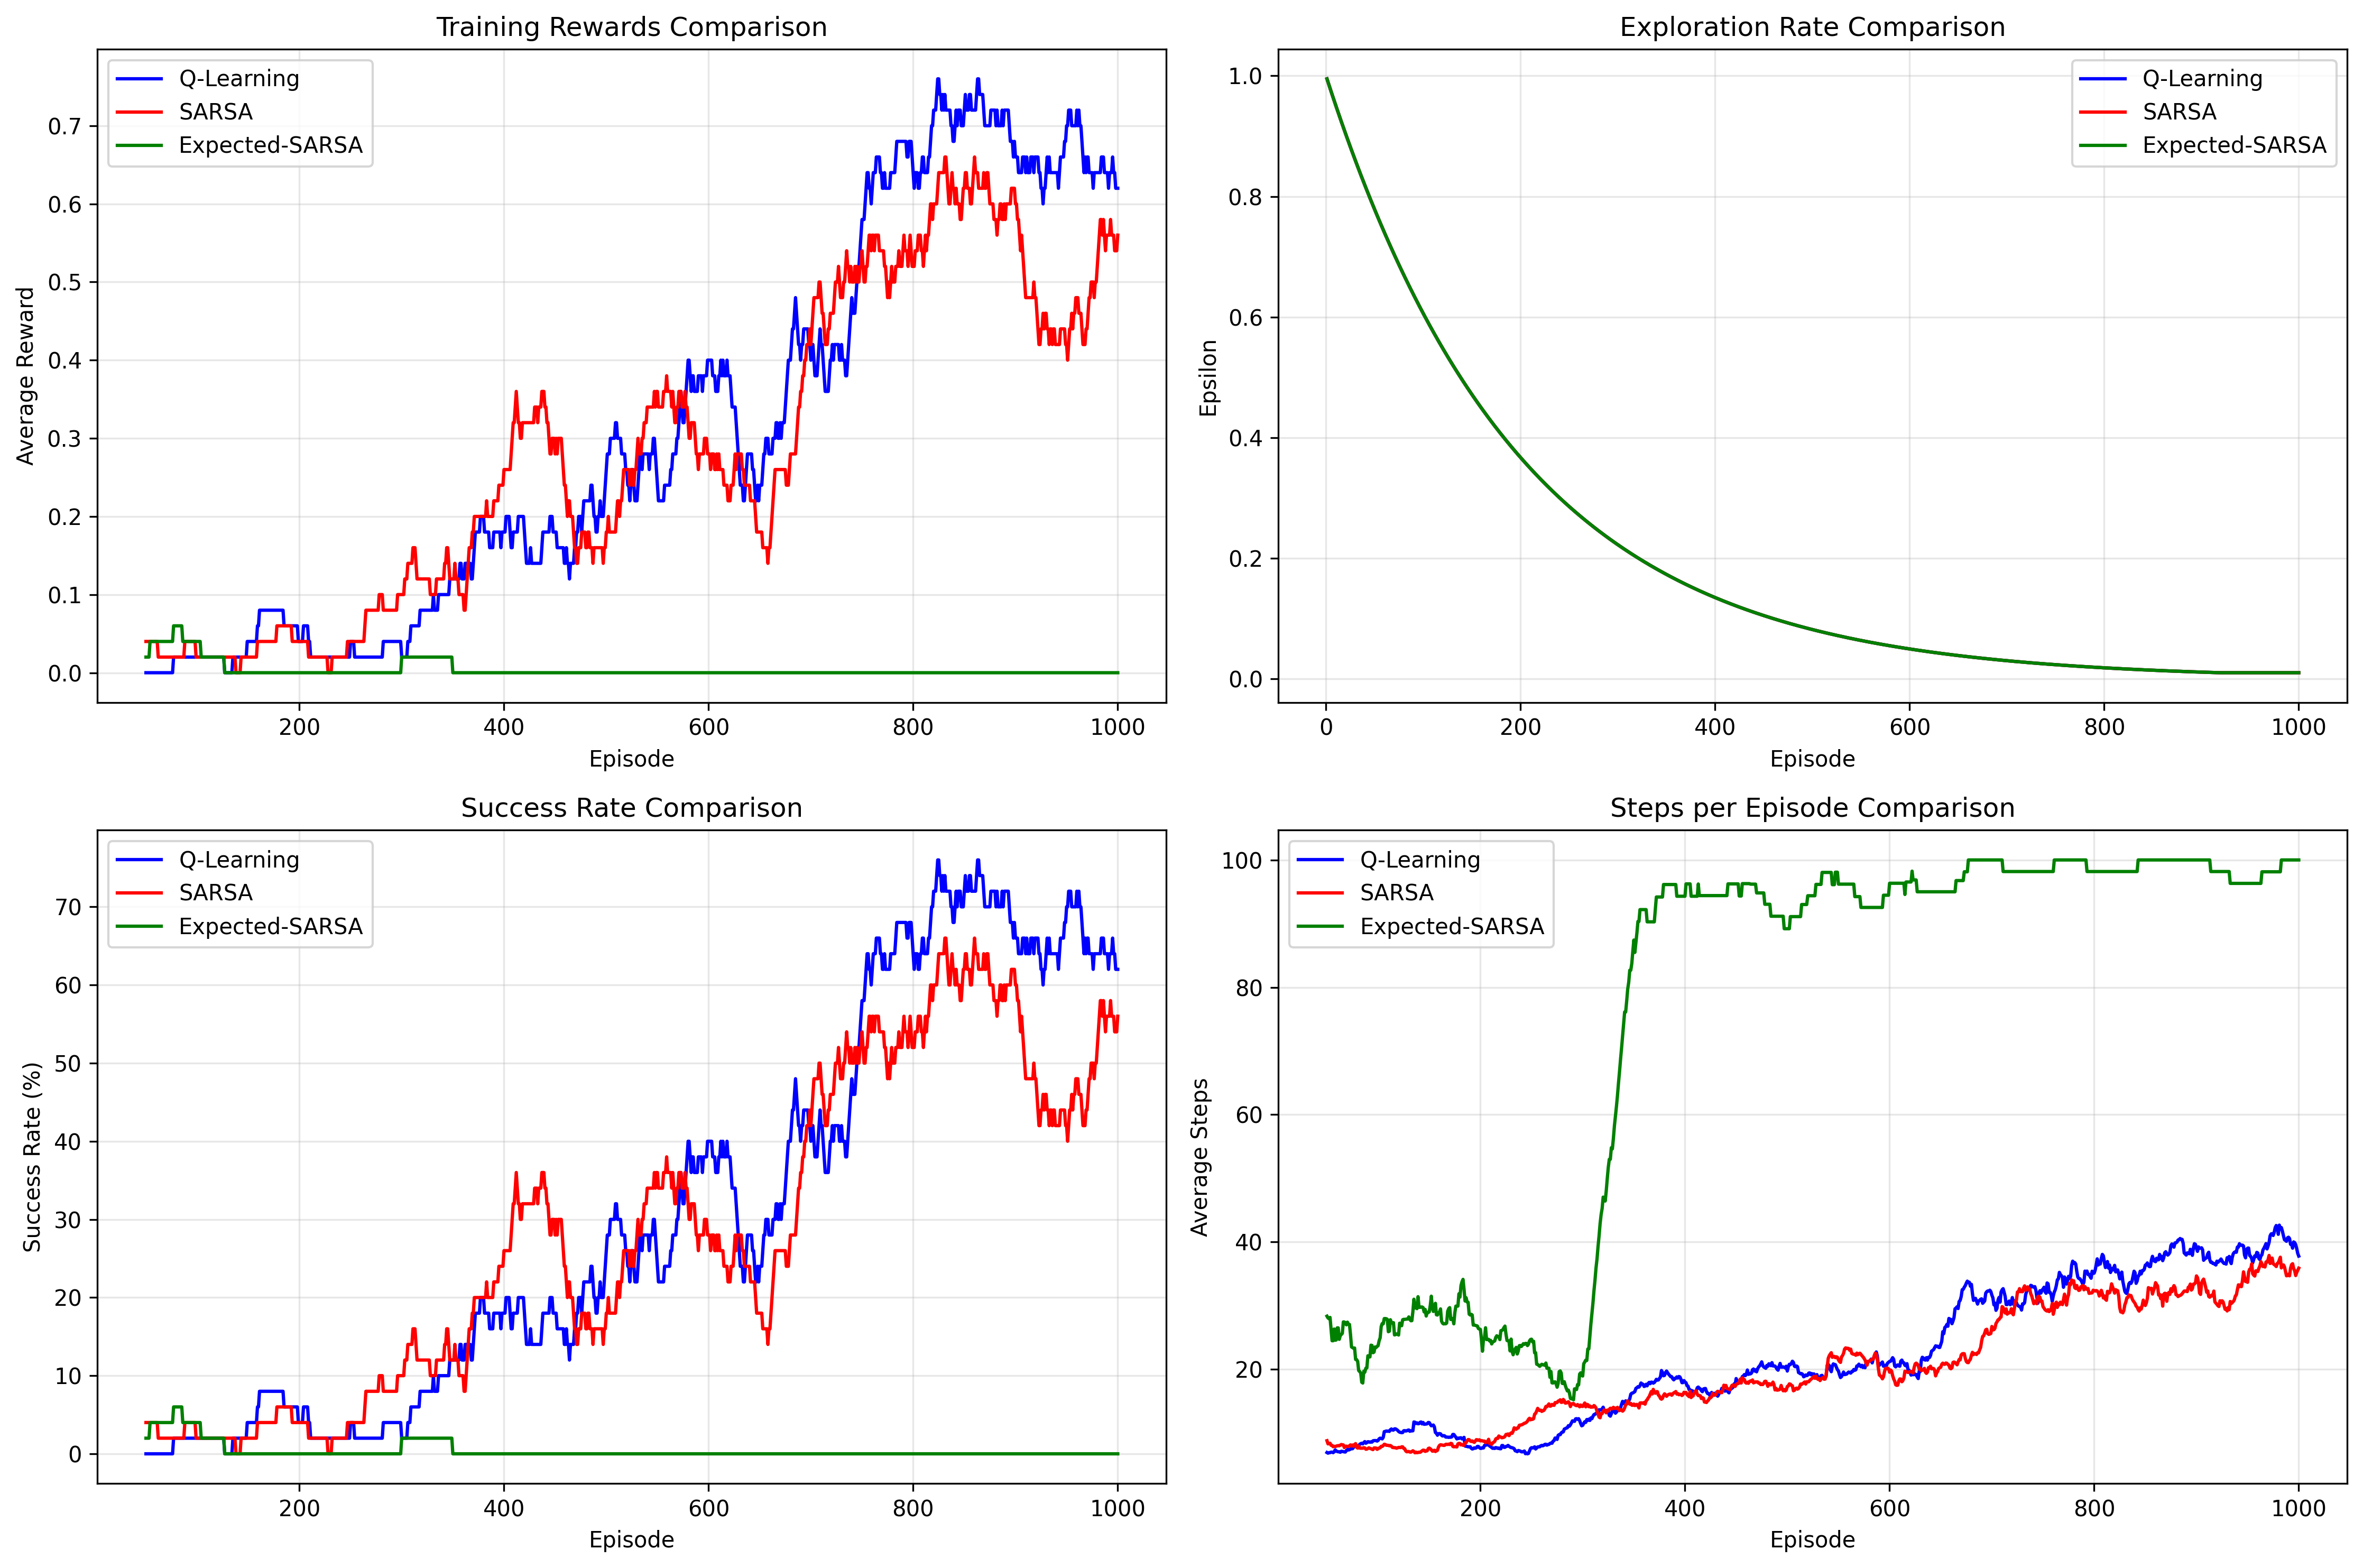 Training Rewards Comparison
Average Reward
0.7
0.6
0.5
0.4
0.3
0.2
0.1
0.0
Q-Learning
SARSA
Expected-SARSA
200
400
600
800
1000
Episode
Exploration Rate Comparison
Epsilon
1.0
0.8
0.6
0.4
0.2
0.0
Q-Learning
SARSA
Expected-SARSA
0
200
400
600
800
1000
Episode
Success Rate Comparison
Success Rate (%)
70
60
50
40
30
20
10
0
Q-Learning
SARSA
Expected-SARSA
200
400
600
800
1000
Episode
Steps per Episode Comparison
Average Steps
100
80
60
40
20
Q-Learning
SARSA
Expected-SARSA
200
400
600
800
1000
Episode